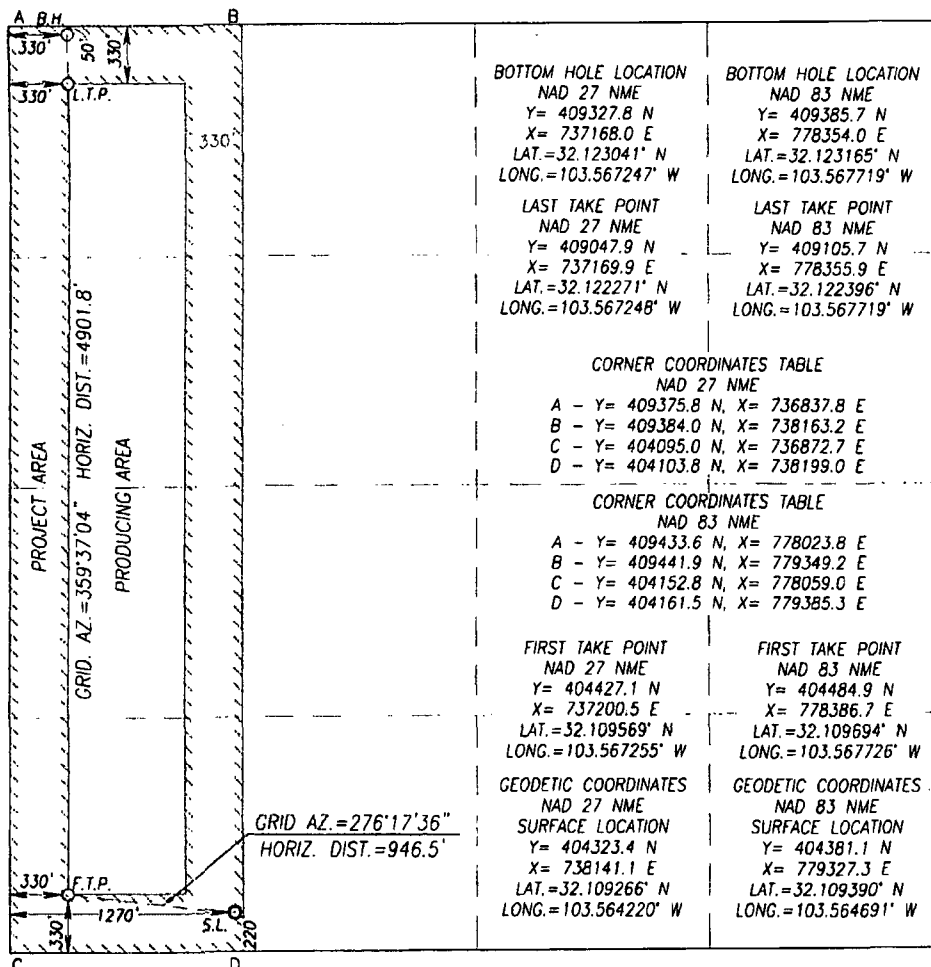 A B.H. B
330'
50'
330'
330'
L.T.P.
330'
PROJECT AREA
GRID. AZ.=359°37'04" HORIZ. DIST.=4901.8'
PRODUCING AREA
GRID AZ.=276°17'36"
HORIZ. DIST.=946.5'
330'
F.T.P.
1270'
S.L.
330'
220'
C D
BOTTOM HOLE LOCATION
NAD 27 NME
Y= 409327.8 N
X= 737168.0 E
LAT.=32.123041° N
LONG.=103.567247° W
BOTTOM HOLE LOCATION
NAD 83 NME
Y= 409385.7 N
X= 778354.0 E
LAT.=32.123165° N
LONG.=103.567719° W
LAST TAKE POINT
NAD 27 NME
Y= 409047.9 N
X= 737169.9 E
LAT.=32.122271° N
LONG.=103.567248° W
LAST TAKE POINT
NAD 83 NME
Y= 409105.7 N
X= 778355.9 E
LAT.=32.122396° N
LONG.=103.567719° W
CORNER COORDINATES TABLE
NAD 27 NME
A - Y= 409375.8 N, X= 736837.8 E
B - Y= 409384.0 N, X= 738163.2 E
C - Y= 404095.0 N, X= 736872.7 E
D - Y= 404103.8 N, X= 738199.0 E
CORNER COORDINATES TABLE
NAD 83 NME
A - Y= 409433.6 N, X= 778023.8 E
B - Y= 409441.9 N, X= 779349.2 E
C - Y= 404152.8 N, X= 778059.0 E
D - Y= 404161.5 N, X= 779385.3 E
FIRST TAKE POINT
NAD 27 NME
Y= 404427.1 N
X= 737200.5 E
LAT.=32.109569° N
LONG.=103.567255° W
FIRST TAKE POINT
NAD 83 NME
Y= 404484.9 N
X= 778386.7 E
LAT.=32.109694° N
LONG.=103.567726° W
GEODETIC COORDINATES
NAD 27 NME
SURFACE LOCATION
Y= 404323.4 N
X= 738141.1 E
LAT.=32.109266° N
LONG.=103.564220° W
GEODETIC COORDINATES
NAD 83 NME
SURFACE LOCATION
Y= 404381.1 N
X= 779327.3 E
LAT.=32.109390° N
LONG.=103.564691° W